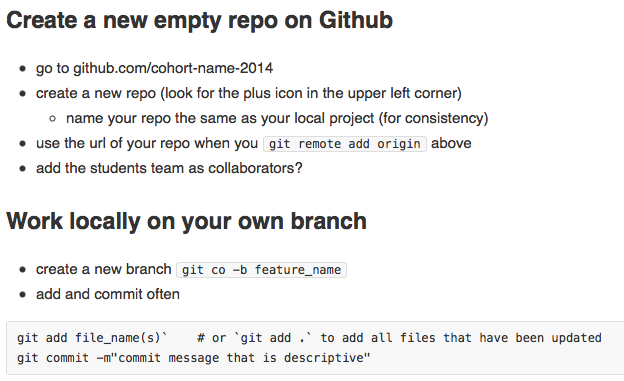 Create a new empty repo on Github
go to github.com/cohort-name-2014
create a new repo (look for the plus icon in the upper left corner)
name your repo the same as your local project (for consistency)
use the url of your repo when you git remote add origin above
add the students team as collaborators?
Work locally on your own branch
create a new branch git co -b feature_name
add and commit often
git add file_name(s)`    # or `git add .` to add all files that have been updated
git commit -m"commit message that is descriptive"